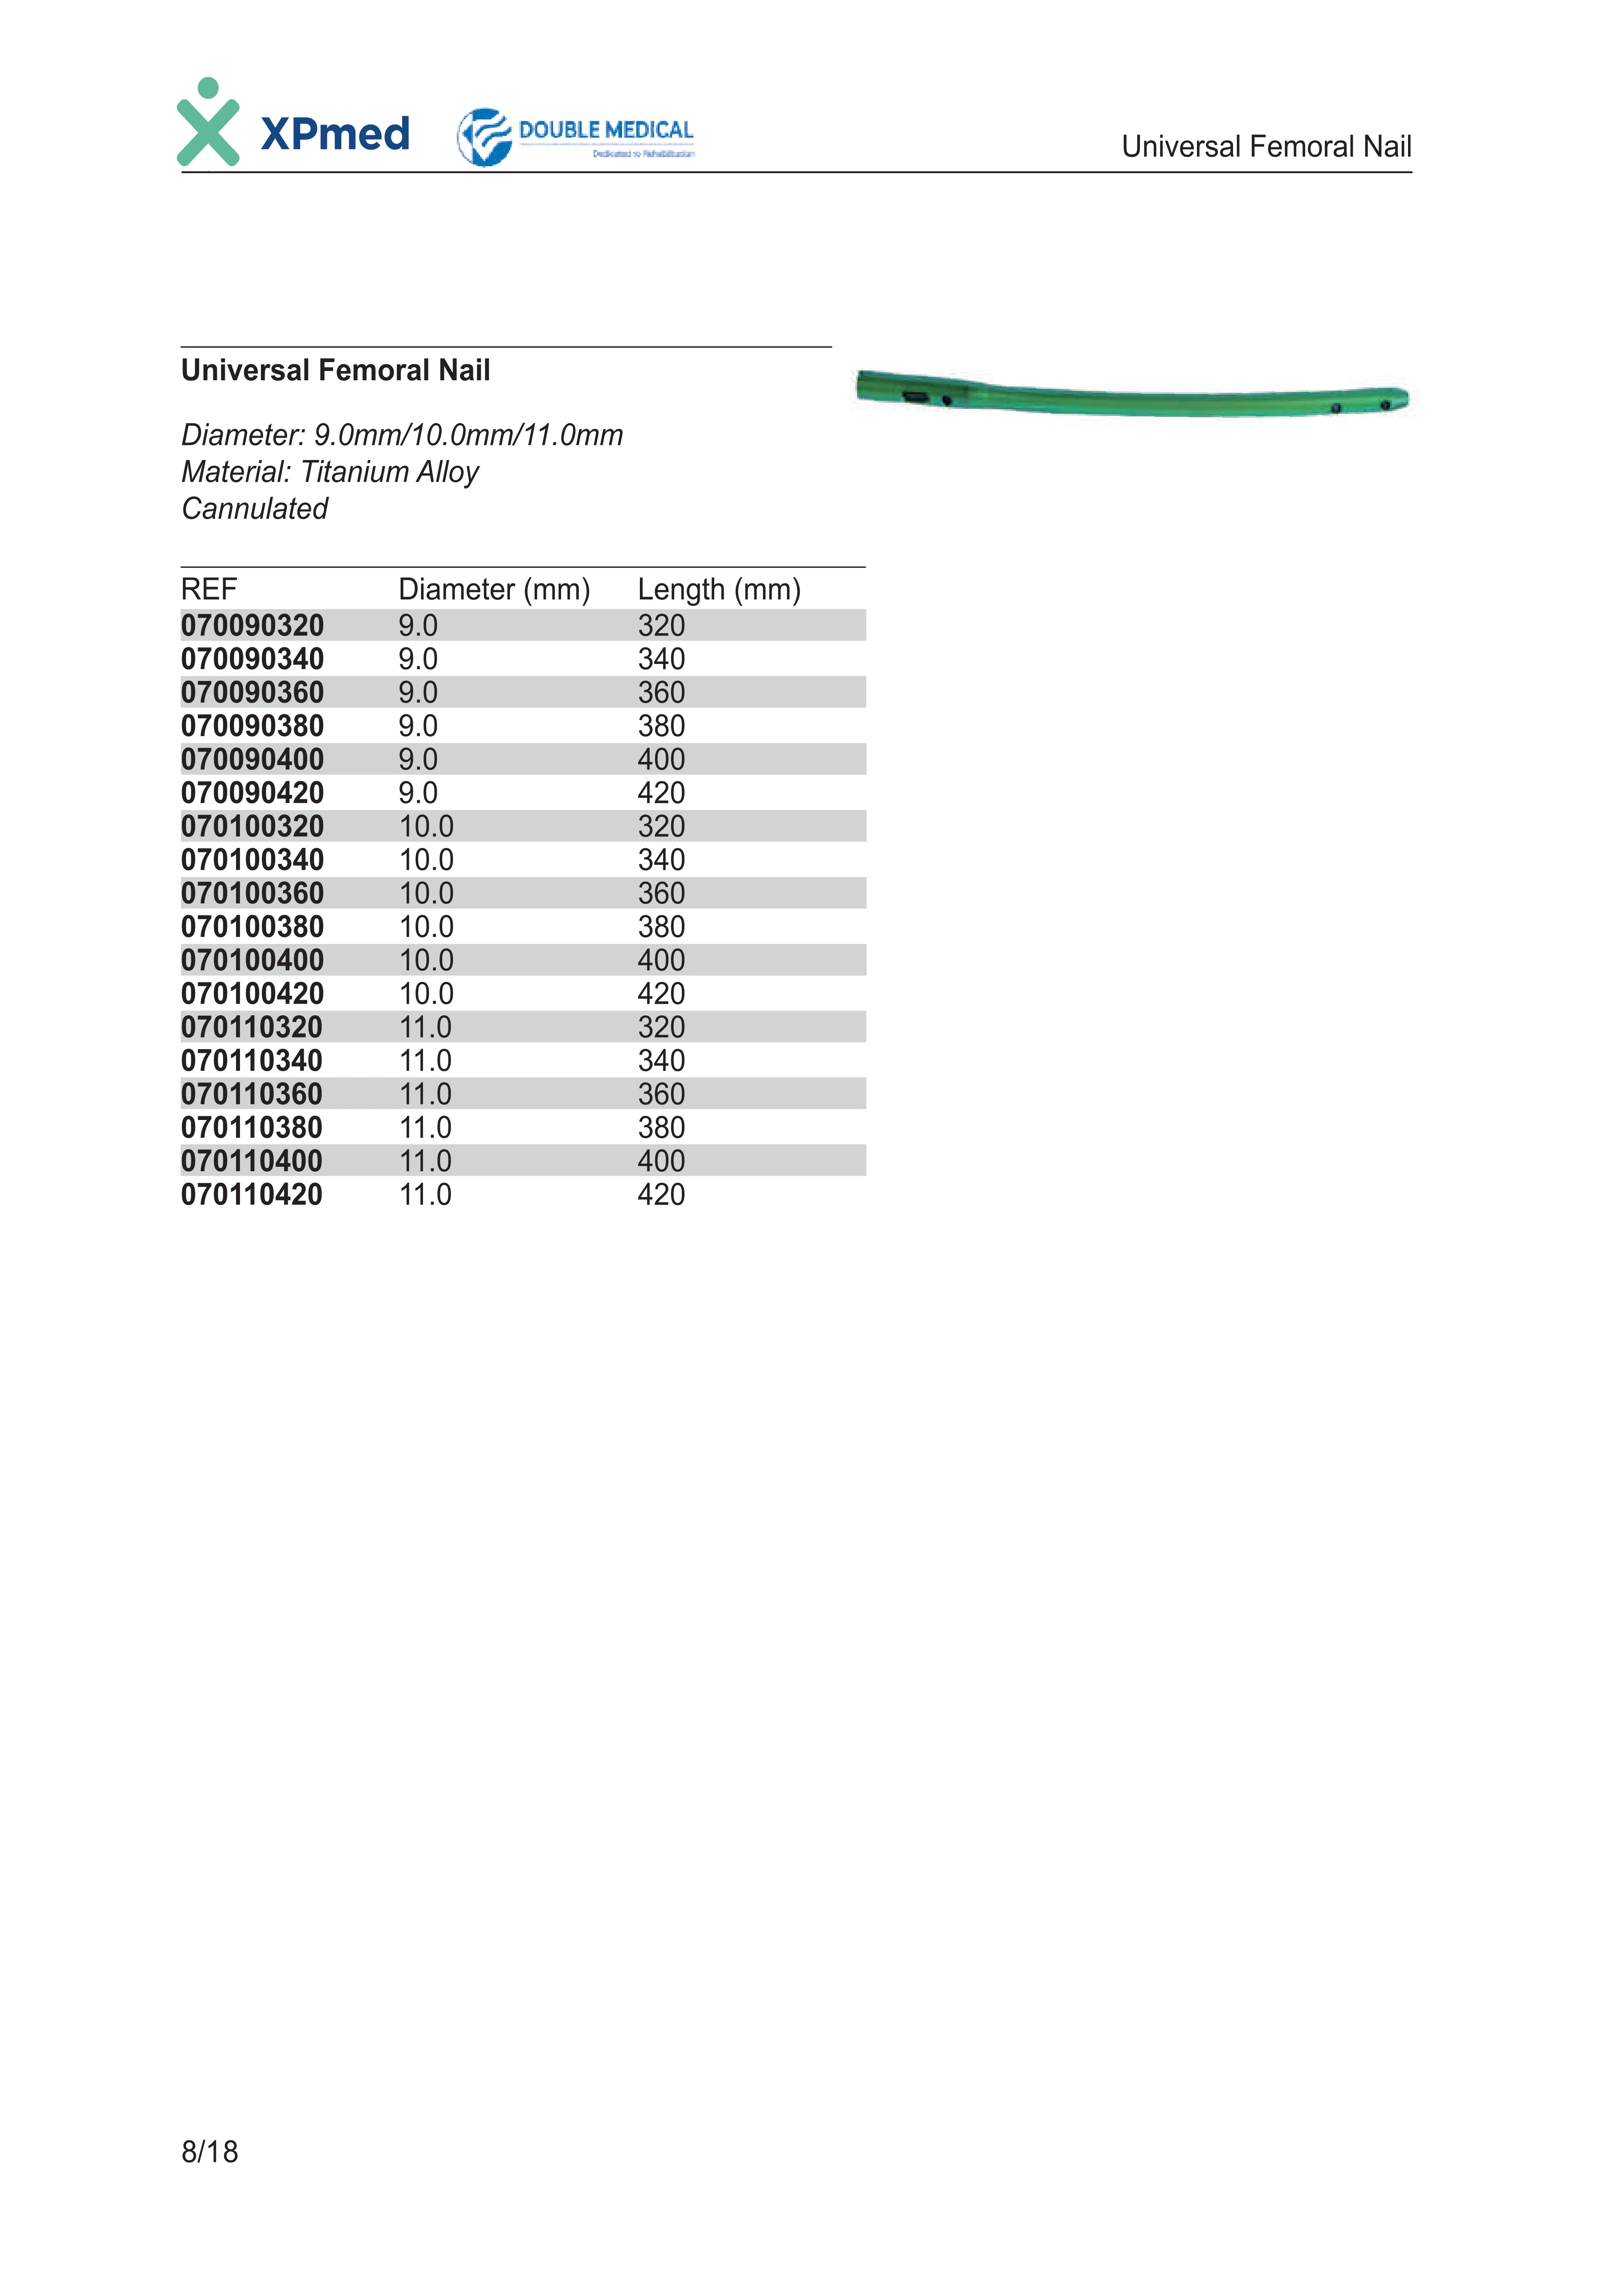 XPmed
DOUBLE MEDICAL
Dedicated to Rehabilitation
Universal Femoral Nail
Universal Femoral Nail
Diameter: 9.0mm/10.0mm/11.0mm
Material: Titanium Alloy
Cannulated
REF Diameter (mm) Length (mm)
070090320 9.0 320
070090340 9.0 340
070090360 9.0 360
070090380 9.0 380
070090400 9.0 400
070090420 9.0 420
070100320 10.0 320
070100340 10.0 340
070100360 10.0 360
070100380 10.0 380
070100400 10.0 400
070100420 10.0 420
070110320 11.0 320
070110340 11.0 340
070110360 11.0 360
070110380 11.0 380
070110400 11.0 400
070110420 11.0 420
8/18